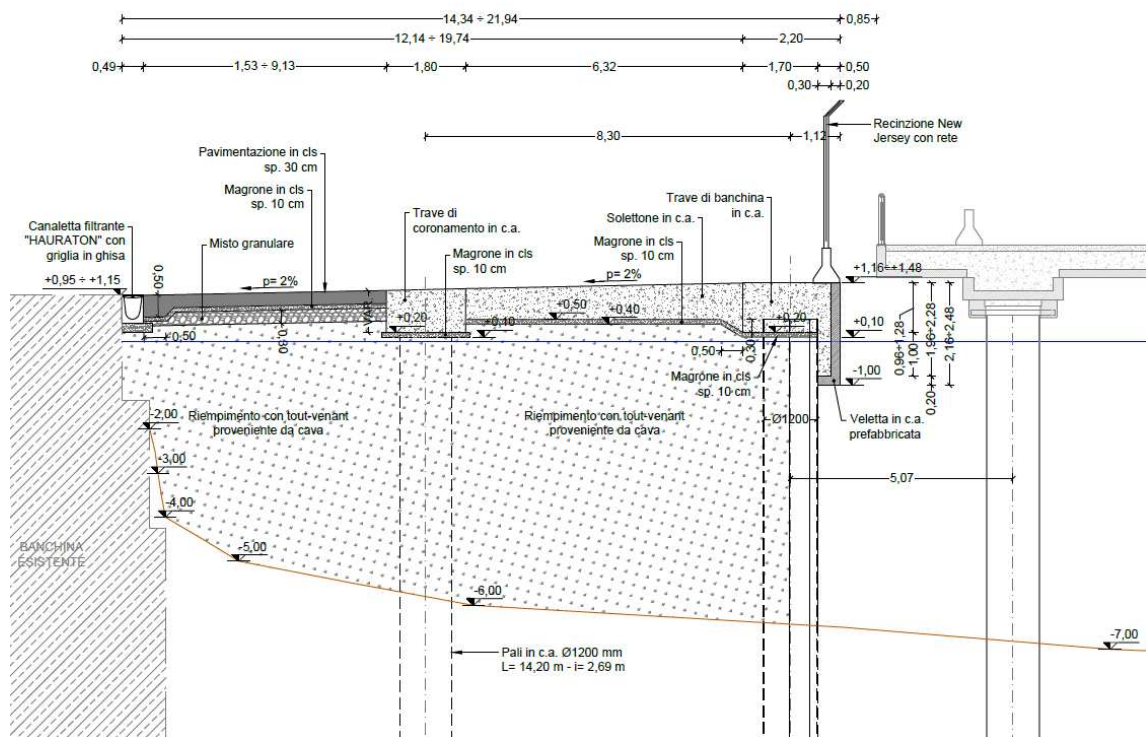 14,34 ÷ 21,94
0,85
12,14 ÷ 19,74
2,20
0,49
1,53 ÷ 9,13
1,80
6,32
1,70
0,50
0,30
0,20
8,30
1,12
Recinzione New
Jersey con rete
Pavimentazione in cls
sp. 30 cm
Magrone in cls
sp. 10 cm
Canaletta filtrante
"HAURATON" con
griglia in ghisa
Misto granulare
Trave di
coronamento in c.a.
Magrone in cls
sp. 10 cm
Trave di banchina
in c.a.
Solettone in c.a.
Magrone in cls
sp. 10 cm
+0,95 ÷ +1,15
0,50
p= 2%
p= 2%
+1,16÷+1,48
VAR.
+0,20
+0,10
+0,50
+0,40
+0,20
+0,10
0,50
0,80
0,50
0,30
Magrone in cls
sp. 10 cm
-1,00
0,96÷1,28
1,00
0,20
1,96÷2,28
2,16÷2,48
-2,00
Riempimento con tout-venant
proveniente da cava
Riempimento con tout-venant
proveniente da cava
Ø1200
Veletta in c.a.
prefabbricata
-3,00
5,07
-4,00
BANCHINA
ESISTENTE
-5,00
-6,00
-7,00
Pali in c.a. Ø1200 mm
L= 14,20 m - i= 2,69 m